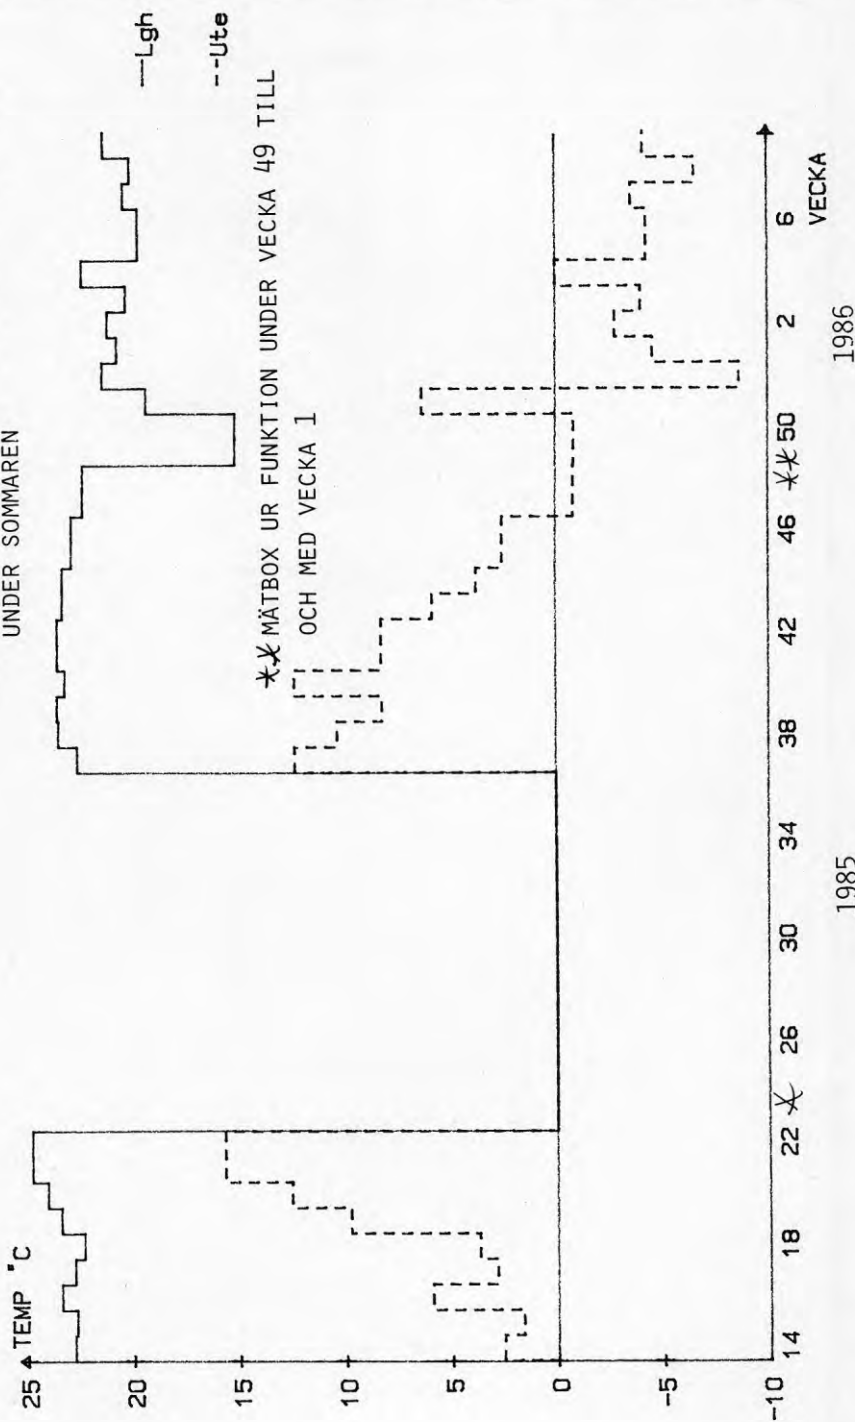 UNDER SOMMAREN
---Lgh
--Ute
** MÄTBOX UR FUNKTION UNDER VECKA 49 TILL
OCH MED VECKA 1
TEMP °C
25
20
15
10
5
0
-5
-10
14 18 22 * 26 30 34 38 42 46 ** 50 2 6
VECKA
1985 1986